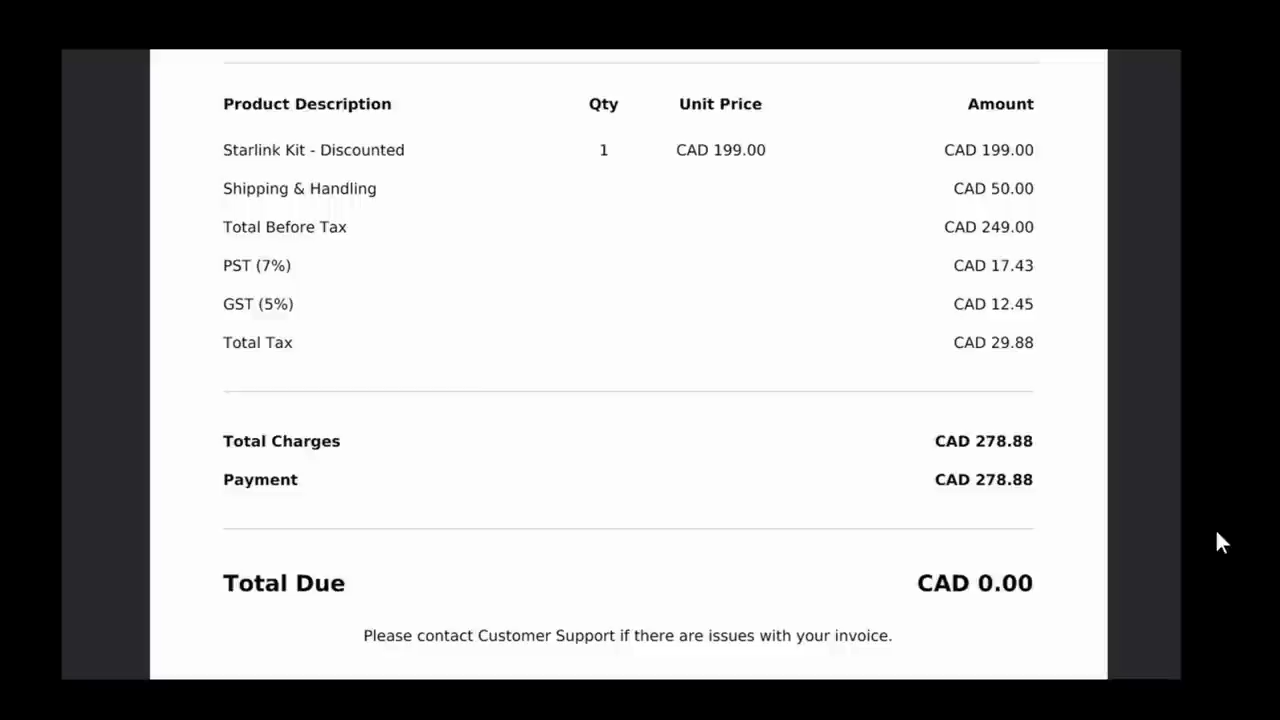 Product Description Qty Unit Price Amount
Starlink Kit - Discounted 1 CAD 199.00 CAD 199.00
Shipping & Handling CAD 50.00
Total Before Tax CAD 249.00
PST (7%) CAD 17.43
GST (5%) CAD 12.45
Total Tax CAD 29.88
Total Charges CAD 278.88
Payment CAD 278.88
Total Due CAD 0.00
Please contact Customer Support if there are issues with your invoice.